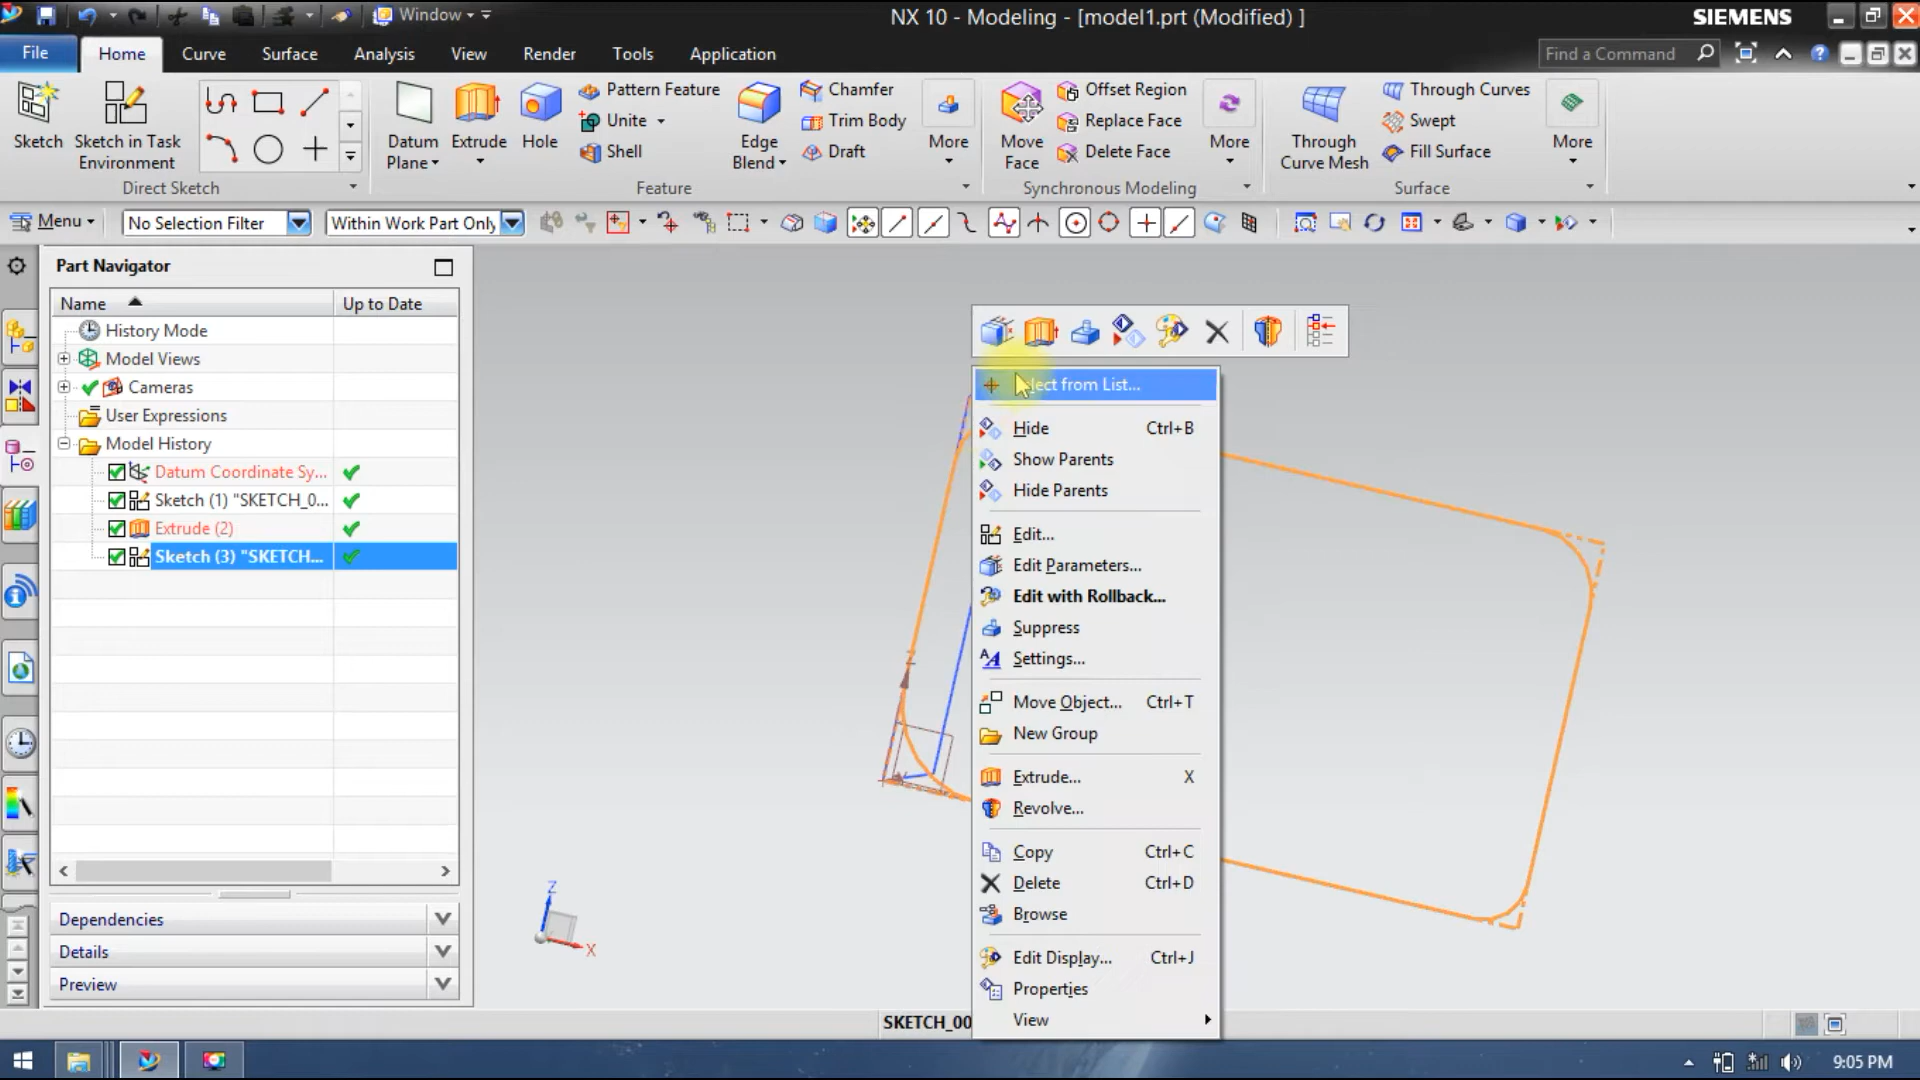 Window
NX 10 - Modeling - [model1.prt (Modified) ]
SIEMENS
File
Home
Curve
Surface
Analysis
View
Render
Tools
Application
Find a Command
Sketch
Sketch in Task
Environment
Direct Sketch
Datum
Plane
Extrude
Hole
Pattern Feature
Unite
Shell
Edge
Blend
Chamfer
Trim Body
Draft
More
Feature
Move
Face
Offset Region
Replace Face
Delete Face
More
Synchronous Modeling
Through
Curve Mesh
Through Curves
Swept
Fill Surface
More
Surface
Menu
No Selection Filter
Within Work Part Only
Part Navigator
Name
Up to Date
History Mode
Model Views
Cameras
User Expressions
Model History
Datum Coordinate Sy...
Sketch (1) "SKETCH_0...
Extrude (2)
Sketch (3) "SKETCH...
Dependencies
Details
Preview
lect from List...
Hide Ctrl+B
Show Parents
Hide Parents
Edit...
Edit Parameters...
Edit with Rollback...
Suppress
Settings...
Move Object... Ctrl+T
New Group
Extrude... X
Revolve...
Copy Ctrl+C
Delete Ctrl+D
Browse
Edit Display... Ctrl+J
Properties
View
Z
Z
X
SKETCH_00
9:05 PM